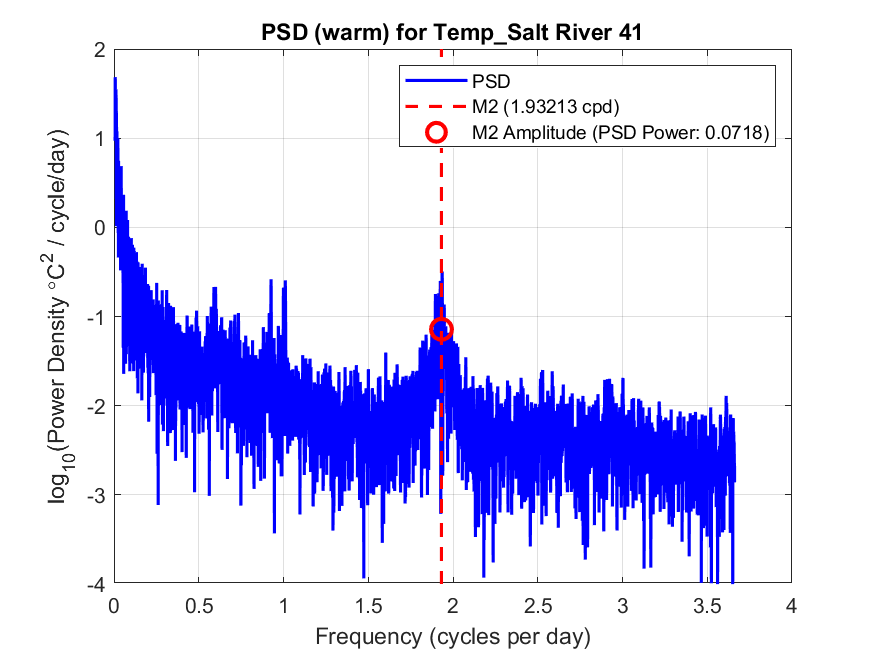 PSD (warm) for Temp_Salt River 41
PSD
M2 (1.93213 cpd)
M2 Amplitude (PSD Power: 0.0718)
log10(Power Density °C2 / cycle/day)
2
1
0
-1
-2
-3
-4
0 0.5 1 1.5 2 2.5 3 3.5 4
Frequency (cycles per day)